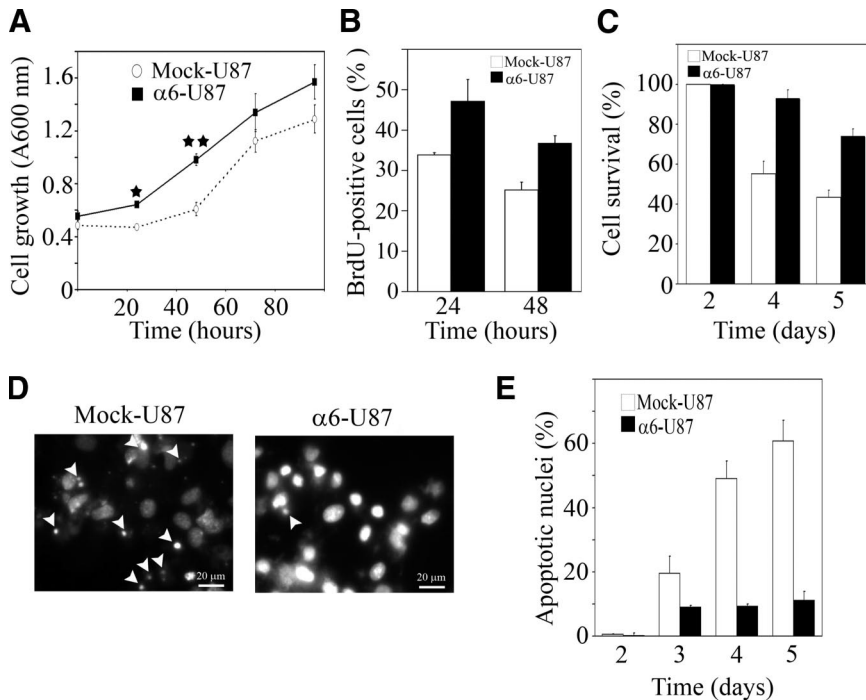 A
Cell growth (A600 nm)
1.6
1.2
0.8
0.4
0
Mock-U87
α6-U87
★
★★
20 40 60 80
Time (hours)
B
BrdU-positive cells (% )
50
40
30
20
10
0
Mock-U87
α6-U87
24 48
Time (hours)
C
Cell survival (%)
100
80
60
40
20
0
Mock-U87
α6-U87
2 4 5
Time (days)
D
Mock-U87
20 μm
α6-U87
20 μm
E
Apoptotic nuclei (%)
60
40
20
0
Mock-U87
α6-U87
2 3 4 5
Time (days)